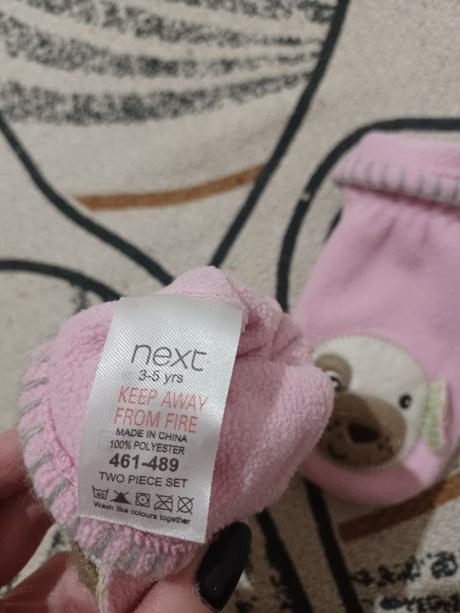 next
3-5 yrs
KEEP AWAY
FROM FIRE
MADE IN CHINA
100% POLYESTER
461-489
TWO PIECE SET
40
Wash like colours together